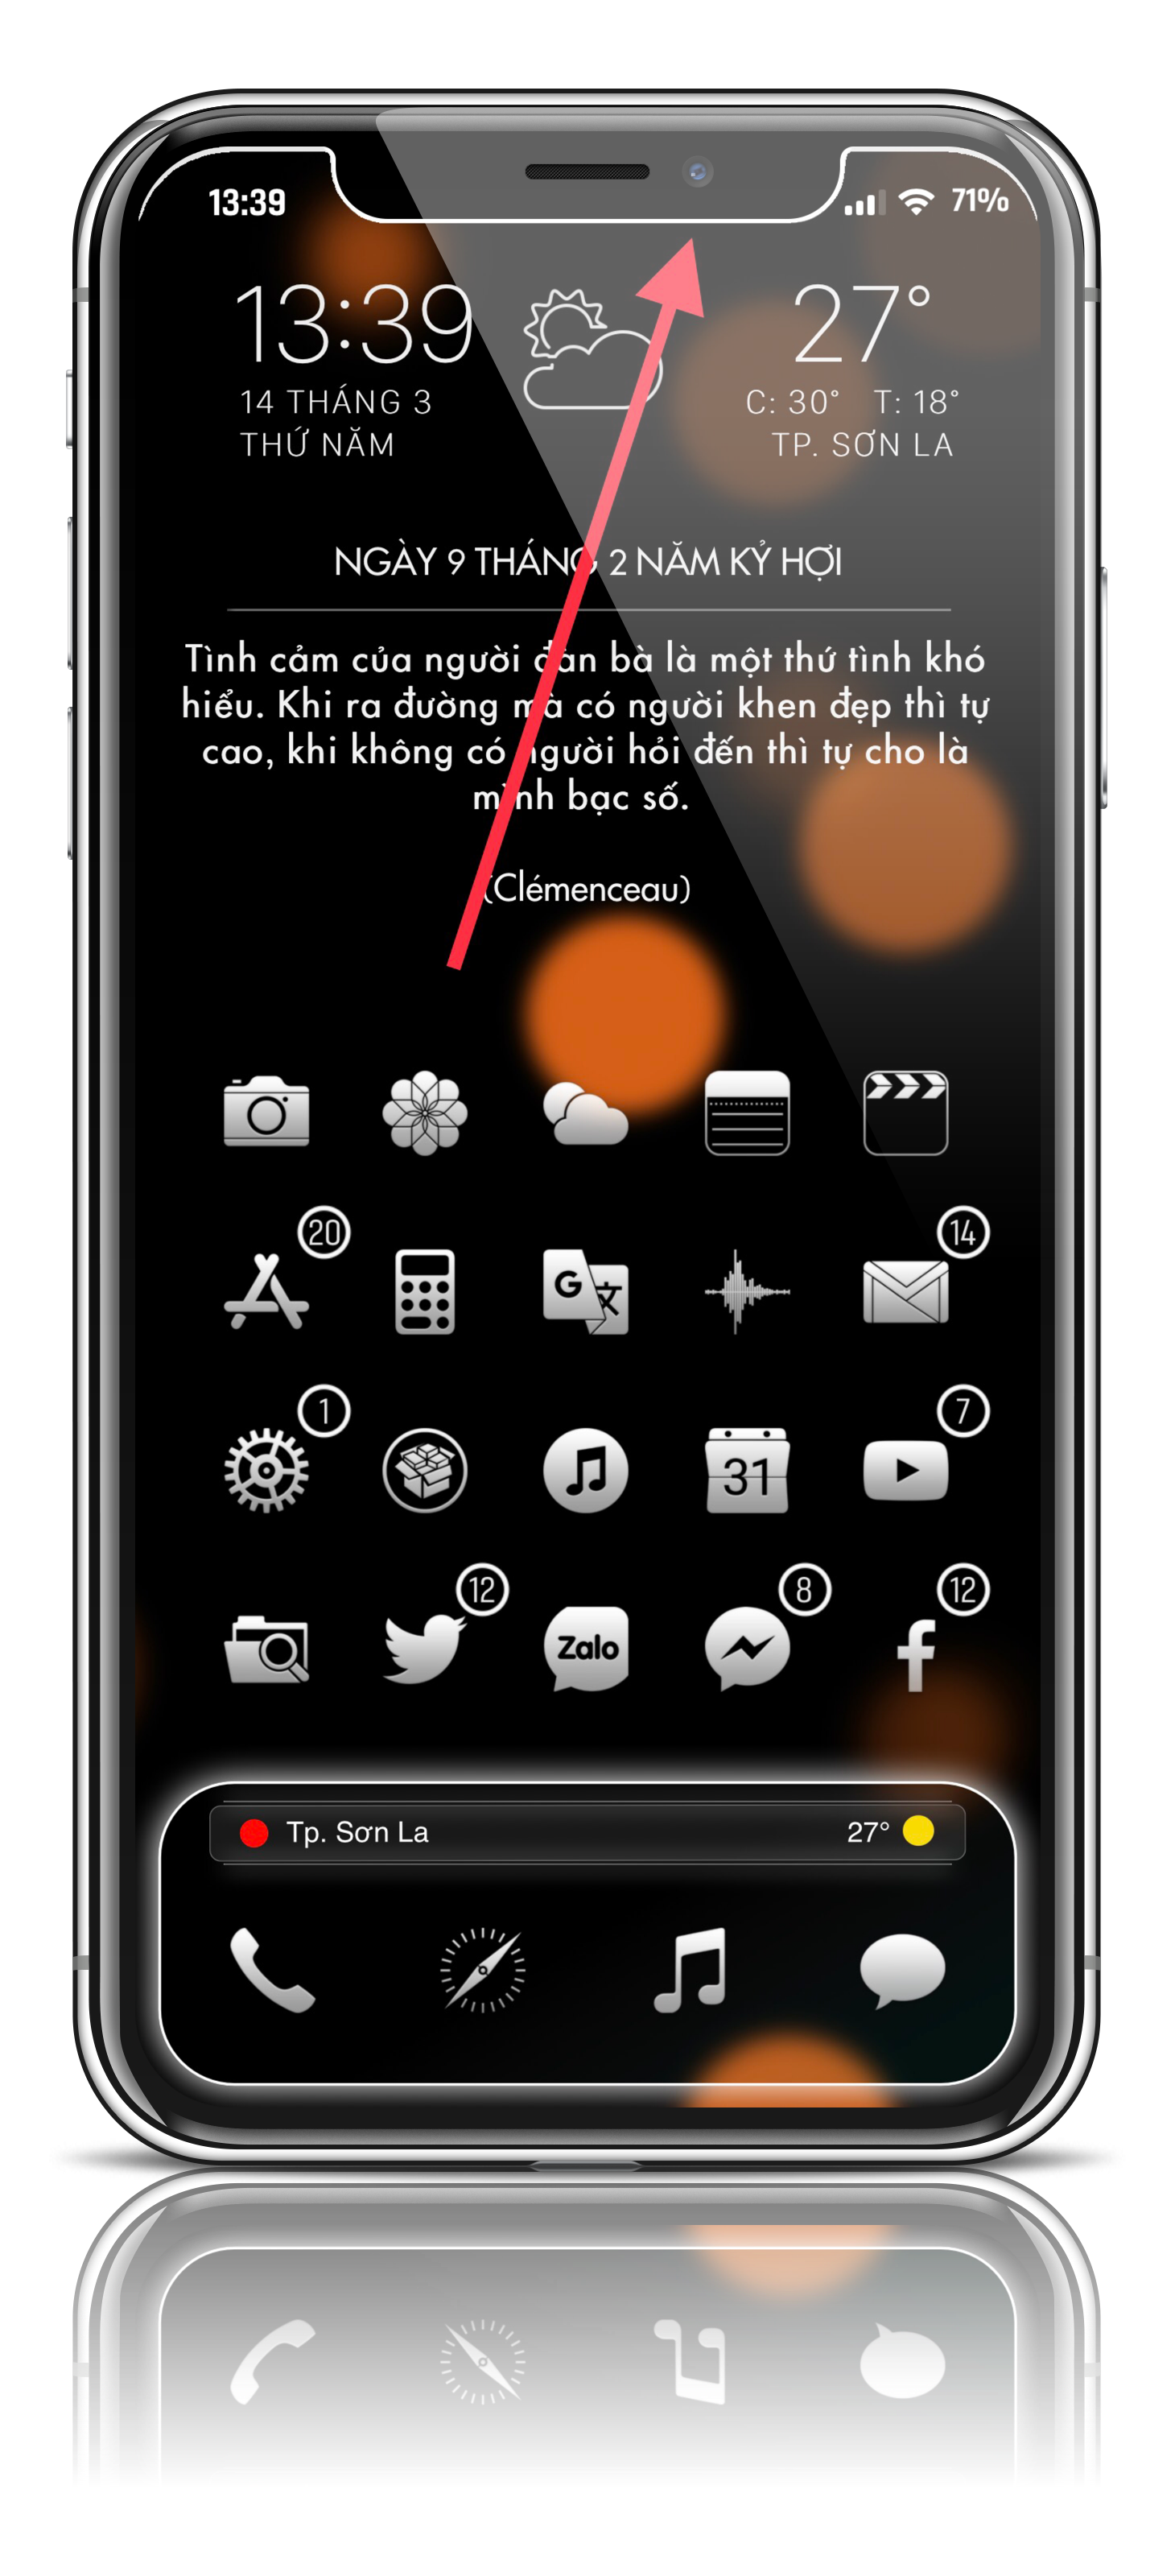 13:39 71%
13:39 27°
14 THÁNG 3 C: 30° T: 18°
THỨ NĂM TP. SƠN LA
NGÀY 9 THÁNG 2 NĂM KỶ HỢI
Tình cảm của người đàn bà là một thứ tình khó
hiểu. Khi ra đường mà có người khen đẹp thì tự
cao, khi không có người hỏi đến thì tự cho là
mình bạc số.
(Clémenceau)
20 14
G 文
1 7
31
12 8 12
Zalo
Tp. Sơn La 27°